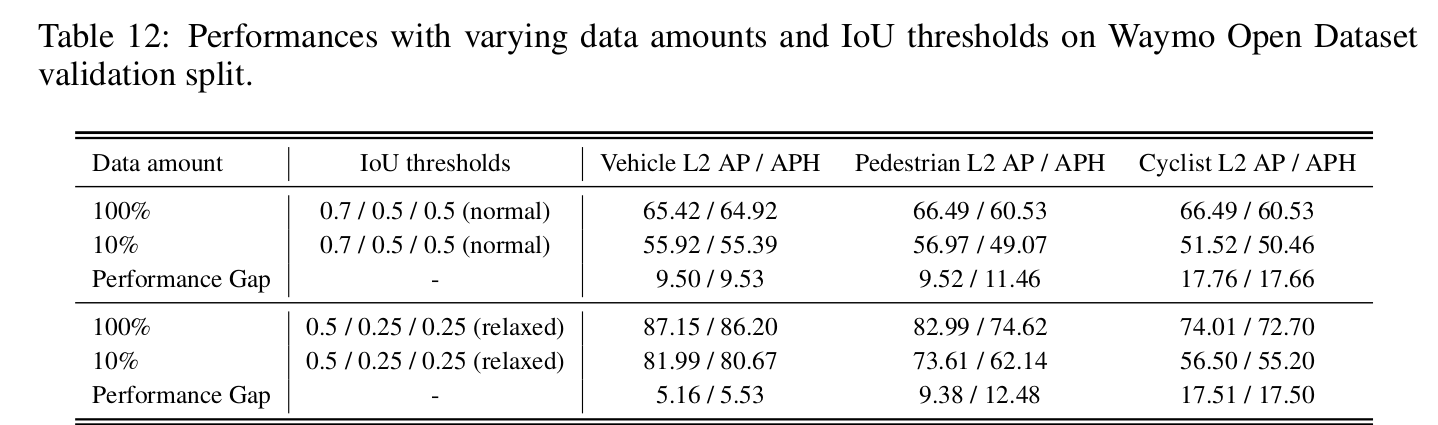 Table 12: Performances with varying data amounts and IoU thresholds on Waymo Open Dataset
validation split.
Data amount IoU thresholds Vehicle L2 AP / APH Pedestrian L2 AP / APH Cyclist L2 AP / APH
100% 0.7 / 0.5 / 0.5 (normal) 65.42 / 64.92 66.49 / 60.53 66.49 / 60.53
10% 0.7 / 0.5 / 0.5 (normal) 55.92 / 55.39 56.97 / 49.07 51.52 / 50.46
Performance Gap - 9.50 / 9.53 9.52 / 11.46 17.76 / 17.66
100% 0.5 / 0.25 / 0.25 (relaxed) 87.15 / 86.20 82.99 / 74.62 74.01 / 72.70
10% 0.5 / 0.25 / 0.25 (relaxed) 81.99 / 80.67 73.61 / 62.14 56.50 / 55.20
Performance Gap - 5.16 / 5.53 9.38 / 12.48 17.51 / 17.50